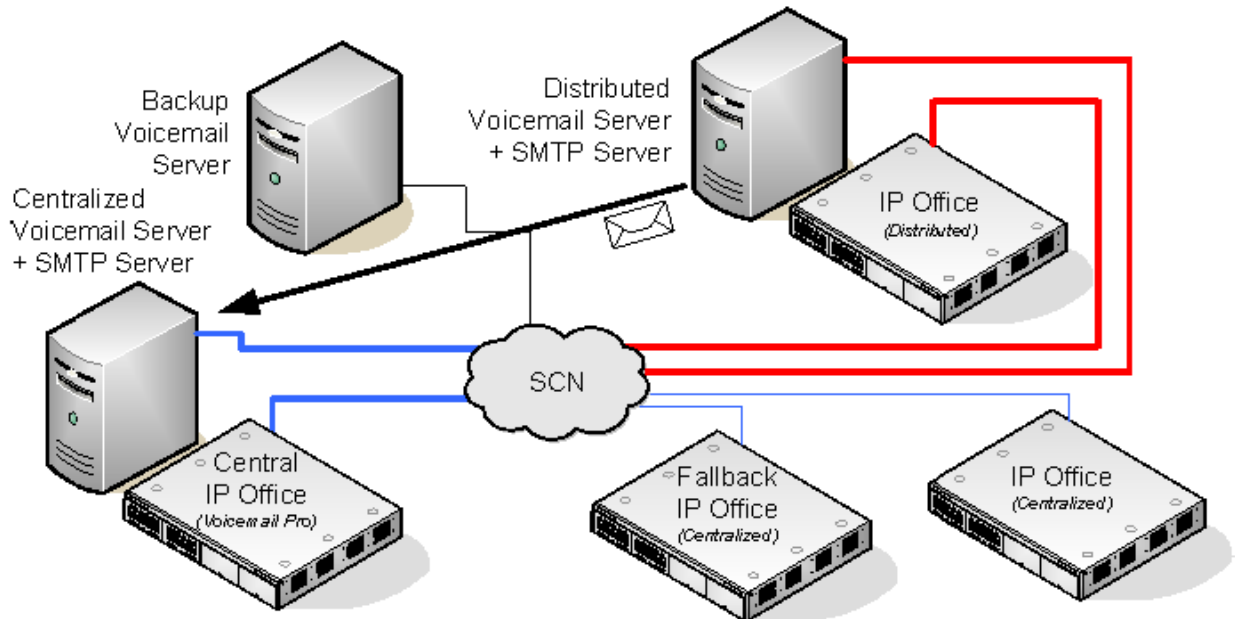 Backup
Voicemail
Server
Distributed
Voicemail Server
+ SMTP Server
Centralized
Voicemail Server
+ SMTP Server
IP Office
(Distributed)
SCN
Central
IP Office
(Voicemail Pro)
Fallback
IP Office
(Centralized)
IP Office
(Centralized)